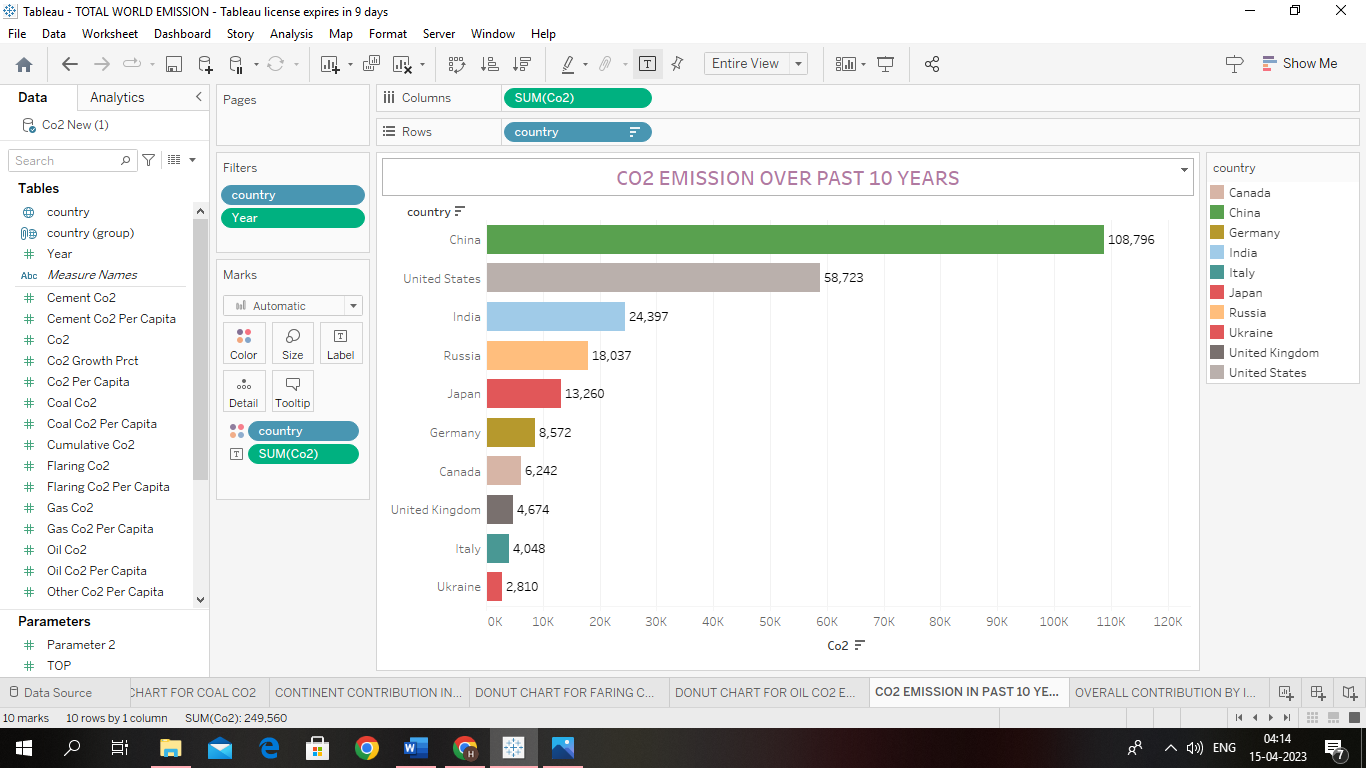 Tableau - TOTAL WORLD EMISSION - Tableau license expires in 9 days
File Data Worksheet Dashboard Story Analysis Map Format Server Window Help
Entire View
Show Me
Data Analytics
Co2 New (1)
Search
Tables
country
country (group)
Year
Abc Measure Names
Cement Co2
Cement Co2 Per Capita
Co2
Co2 Growth Prct
Co2 Per Capita
Coal Co2
Coal Co2 Per Capita
Cumulative Co2
Flaring Co2
Flaring Co2 Per Capita
Gas Co2
Gas Co2 Per Capita
Oil Co2
Oil Co2 Per Capita
Other Co2 Per Capita
Parameters
Parameter 2
TOP
Pages
Filters
country
Year
Marks
Automatic
Color Size Label
Detail Tooltip
country
SUM(Co2)
Columns SUM(Co2)
Rows country
CO2 EMISSION OVER PAST 10 YEARS
country
China 108,796
United States 58,723
India 24,397
Russia 18,037
Japan 13,260
Germany 8,572
Canada 6,242
United Kingdom 4,674
Italy 4,048
Ukraine 2,810
0K 10K 20K 30K 40K 50K 60K 70K 80K 90K 100K 110K 120K
Co2
country
Canada
China
Germany
India
Italy
Japan
Russia
Ukraine
United Kingdom
United States
Data Source CHART FOR COAL CO2 CONTINENT CONTRIBUTION IN... DONUT CHART FOR FARING C... DONUT CHART FOR OIL CO2 E... CO2 EMISSION IN PAST 10 YE... OVERALL CONTRIBUTION BY I...
10 marks 10 rows by 1 column SUM(Co2): 249,560
ENG
04:14
15-04-2023
7